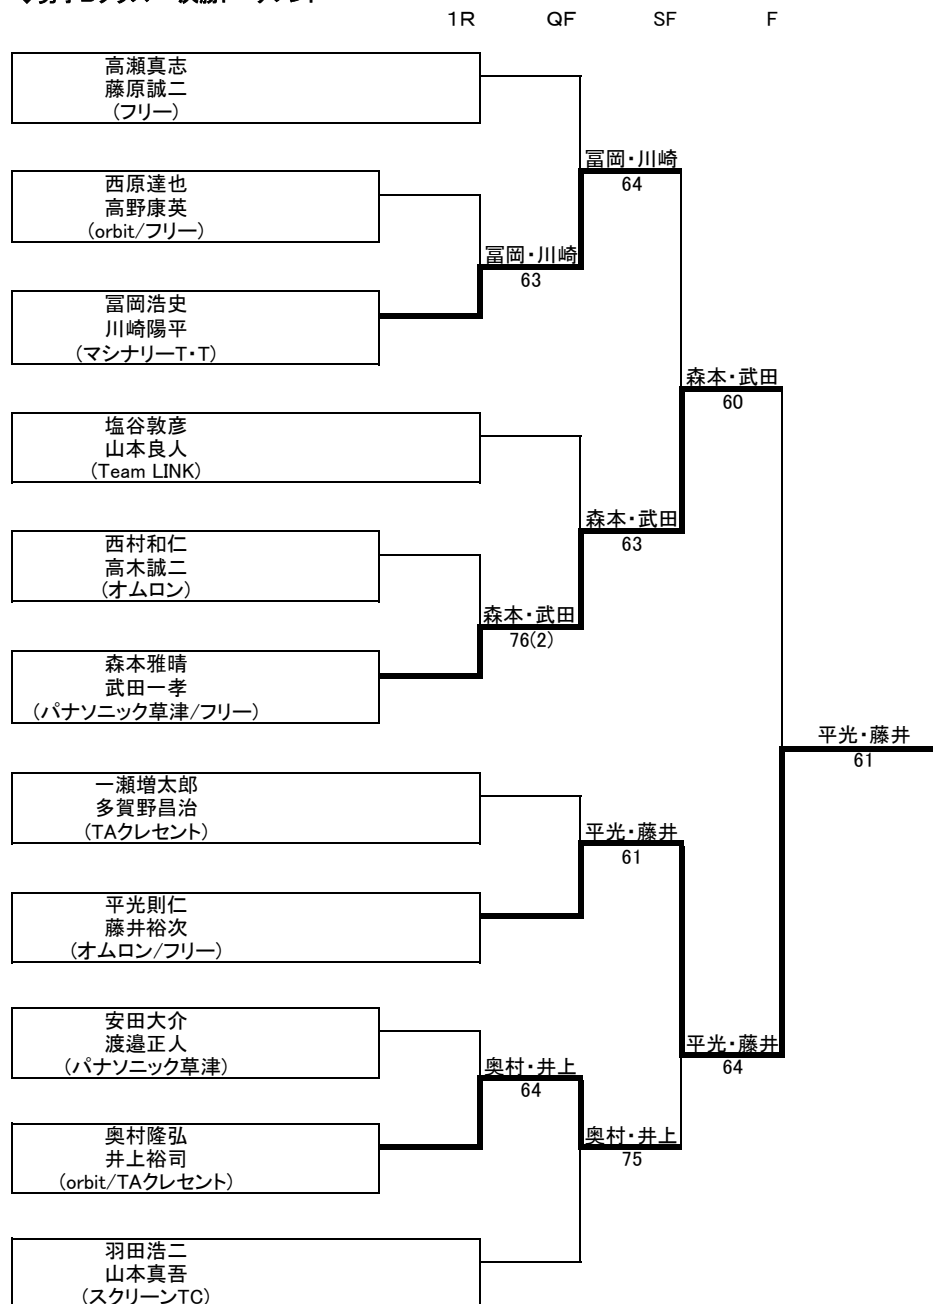 1R QF SF F
高瀬真志
藤原誠二
(フリー)
冨岡・川崎
64
西原達也
高野康英
(orbit/フリー)
冨岡・川崎
63
冨岡浩史
川崎陽平
(マシナリーT・T)
森本・武田
60
塩谷敦彦
山本良人
(Team LINK)
森本・武田
63
西村和仁
高木誠二
(オムロン)
森本・武田
76(2)
森本雅晴
武田一孝
(パナソニック草津/フリー)
平光・藤井
61
一瀬増太郎
多賀野昌治
(TAクレセント)
平光・藤井
61
平光則仁
藤井裕次
(オムロン/フリー)
安田大介
渡邉正人
(パナソニック草津)
平光・藤井
64
奥村・井上
64
奥村隆弘
井上裕司
(orbit/TAクレセント)
奥村・井上
75
羽田浩二
山本真吾
(スクリーンTC)